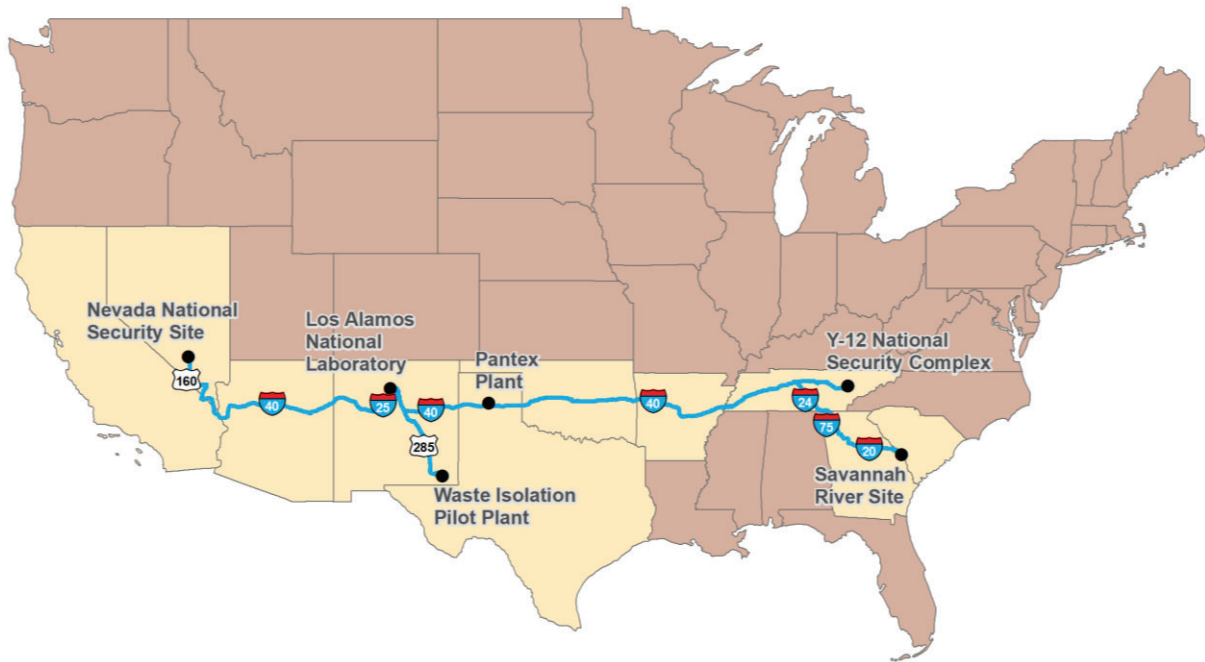 Nevada National
Security Site
160
40
Los Alamos
National
Laboratory
25
40
285
Pantex
Plant
Waste Isolation
Pilot Plant
40
Y-12 National
Security Complex
24
75
20
Savannah
River Site